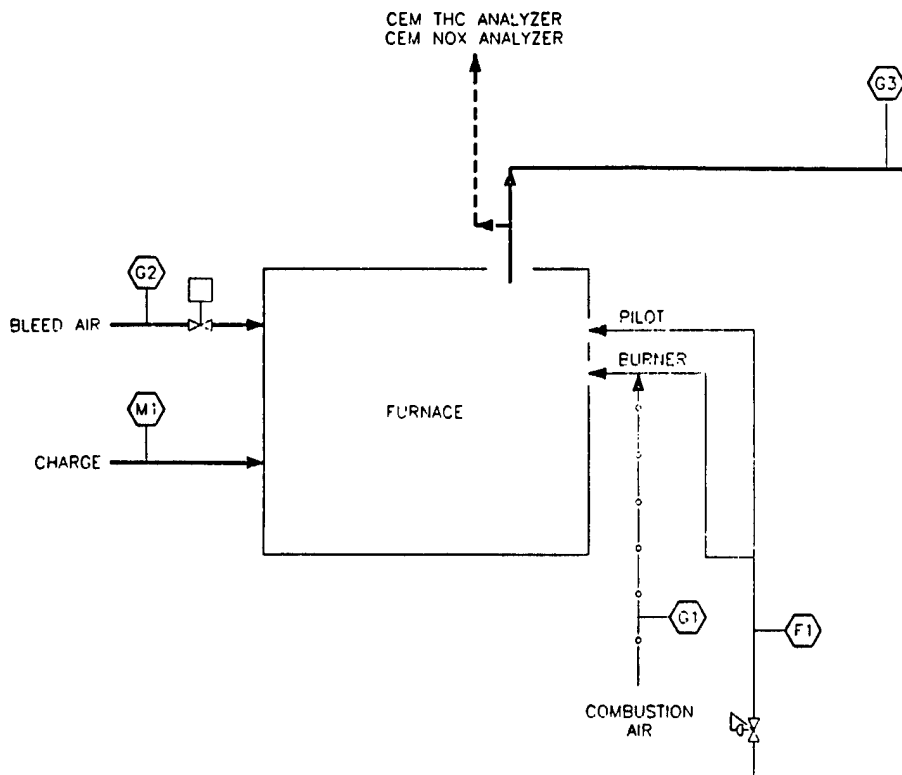 CEM THC ANALYZER
CEM NOX ANALYZER
G3
G2
BLEED AIR
PILOT
BURNER
M1
FURNACE
CHARGE
G1
F1
COMBUSTION
AIR